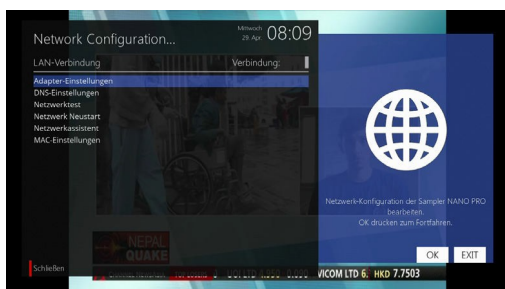 Network Configuration...
Mittwoch
29. Apr. 08:09
LAN-Verbindung Verbindung:
Adapter-Einstellungen
DNS-Einstellungen
Netzwerktest
Netzwerk Neustart
Netzwerkassistent
MAC-Einstellungen
Netzwerk-Konfiguration der Sampler NANO PRO
bearbeiten.
OK drücken zum Fortfahren.
OK EXIT
NEPAL
QUAKE
Schließen
VICOM LTD 6. HKD 7.7503